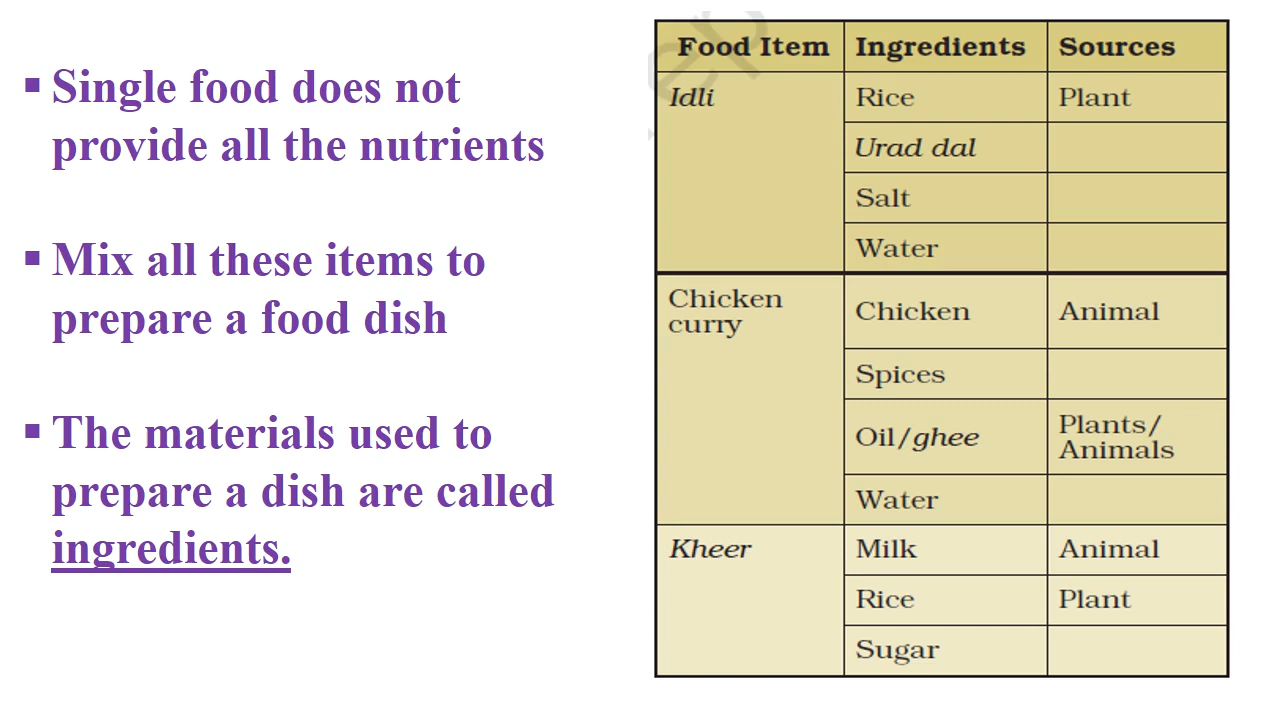 ▪ Single food does not
provide all the nutrients
▪ Mix all these items to
prepare a food dish
▪ The materials used to
prepare a dish are called
ingredients.
Food Item Ingredients Sources
Idli Rice Plant
Urad dal
Salt
Water
Chicken
curry Chicken Animal
Spices
Oil/ghee Plants/
Animals
Water
Kheer Milk Animal
Rice Plant
Sugar